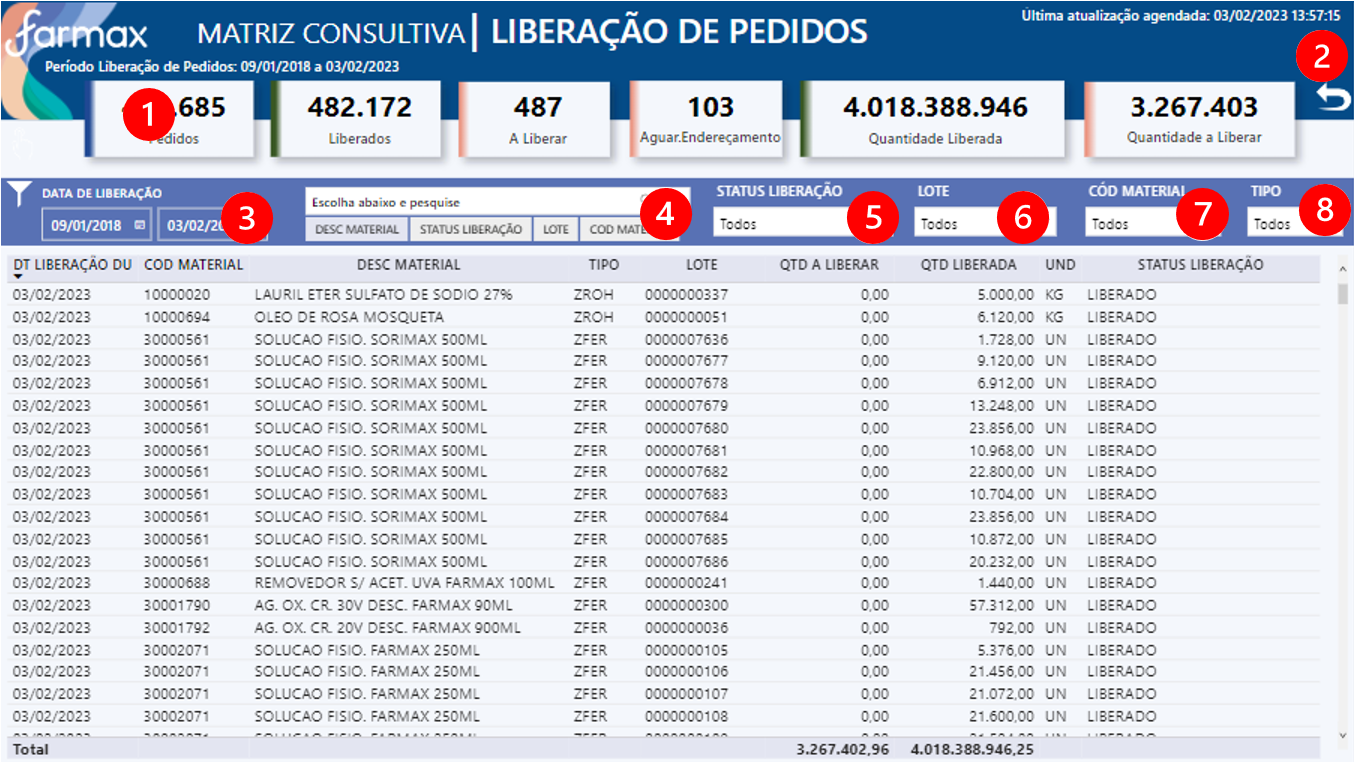 farmax
MATRIZ CONSULTIVA | LIBERAÇÃO DE PEDIDOS
Última atualização agendada: 03/02/2023 13:57:15
Período Liberação de Pedidos: 09/01/2018 a 03/02/2023
1
2
.685
482.172
487
103
4.018.388.946
3.267.403
Pedidos
Liberados
A Liberar
Aguar.Endereçamento
Quantidade Liberada
Quantidade a Liberar
DATA DE LIBERAÇÃO
09/01/2018
3
Escolha abaixo e pesquise
DESC MATERIAL STATUS LIBERAÇÃO LOTE COD
4
STATUS LIBERAÇÃO
Todos
5
LOTE
Todos
6
CÓD MATERIAL
Todos
7
TIPO
Todos
8
DT LIBERAÇÃO DU COD MATERIAL DESC MATERIAL TIPO LOTE QTD A LIBERAR QTD LIBERADA UND STATUS LIBERAÇÃO
03/02/2023 10000020 LAURIL ETER SULFATO DE SODIO 27% ZROH 0000000337 0,00 5.000,00 KG LIBERADO
03/02/2023 10000694 OLEO DE ROSA MOSQUETA ZROH 0000000051 0,00 6.120,00 KG LIBERADO
03/02/2023 30000561 SOLUCAO FISIO. SORIMAX 500ML ZFER 0000007636 0,00 1.728,00 UN LIBERADO
03/02/2023 30000561 SOLUCAO FISIO. SORIMAX 500ML ZFER 0000007677 0,00 9.120,00 UN LIBERADO
03/02/2023 30000561 SOLUCAO FISIO. SORIMAX 500ML ZFER 0000007678 0,00 6.912,00 UN LIBERADO
03/02/2023 30000561 SOLUCAO FISIO. SORIMAX 500ML ZFER 0000007679 0,00 13.248,00 UN LIBERADO
03/02/2023 30000561 SOLUCAO FISIO. SORIMAX 500ML ZFER 0000007680 0,00 23.856,00 UN LIBERADO
03/02/2023 30000561 SOLUCAO FISIO. SORIMAX 500ML ZFER 0000007681 0,00 10.968,00 UN LIBERADO
03/02/2023 30000561 SOLUCAO FISIO. SORIMAX 500ML ZFER 0000007682 0,00 22.800,00 UN LIBERADO
03/02/2023 30000561 SOLUCAO FISIO. SORIMAX 500ML ZFER 0000007683 0,00 10.704,00 UN LIBERADO
03/02/2023 30000561 SOLUCAO FISIO. SORIMAX 500ML ZFER 0000007684 0,00 23.856,00 UN LIBERADO
03/02/2023 30000561 SOLUCAO FISIO. SORIMAX 500ML ZFER 0000007685 0,00 10.872,00 UN LIBERADO
03/02/2023 30000561 SOLUCAO FISIO. SORIMAX 500ML ZFER 0000007686 0,00 20.232,00 UN LIBERADO
03/02/2023 30000688 REMOVEDOR S/ ACET. UVA FARMAX 100ML ZFER 0000000241 0,00 1.440,00 UN LIBERADO
03/02/2023 30001790 AG. OX. CR. 30V DESC. FARMAX 90ML ZFER 0000000300 0,00 57.312,00 UN LIBERADO
03/02/2023 30001792 AG. OX. CR. 20V DESC. FARMAX 900ML ZFER 0000000036 0,00 792,00 UN LIBERADO
03/02/2023 30002071 SOLUCAO FISIO. FARMAX 250ML ZFER 0000000105 0,00 5.376,00 UN LIBERADO
03/02/2023 30002071 SOLUCAO FISIO. FARMAX 250ML ZFER 0000000106 0,00 21.456,00 UN LIBERADO
03/02/2023 30002071 SOLUCAO FISIO. FARMAX 250ML ZFER 0000000107 0,00 21.072,00 UN LIBERADO
03/02/2023 30002071 SOLUCAO FISIO. FARMAX 250ML ZFER 0000000108 0,00 21.600,00 UN LIBERADO
Total 3.267.402,96 4.018.388.946,25